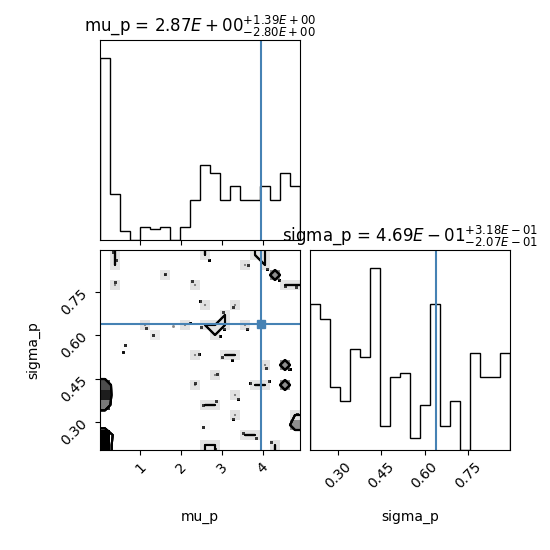 mu_p = 2.87E+00+1.39E+00
−2.80E+00
sigma_p = 4.69E−01+3.18E−01
−2.07E−01
0.75
0.60
0.45
0.30
sigma_p
1 2 3 4
0.30 0.45 0.60 0.75
mu_p sigma_p